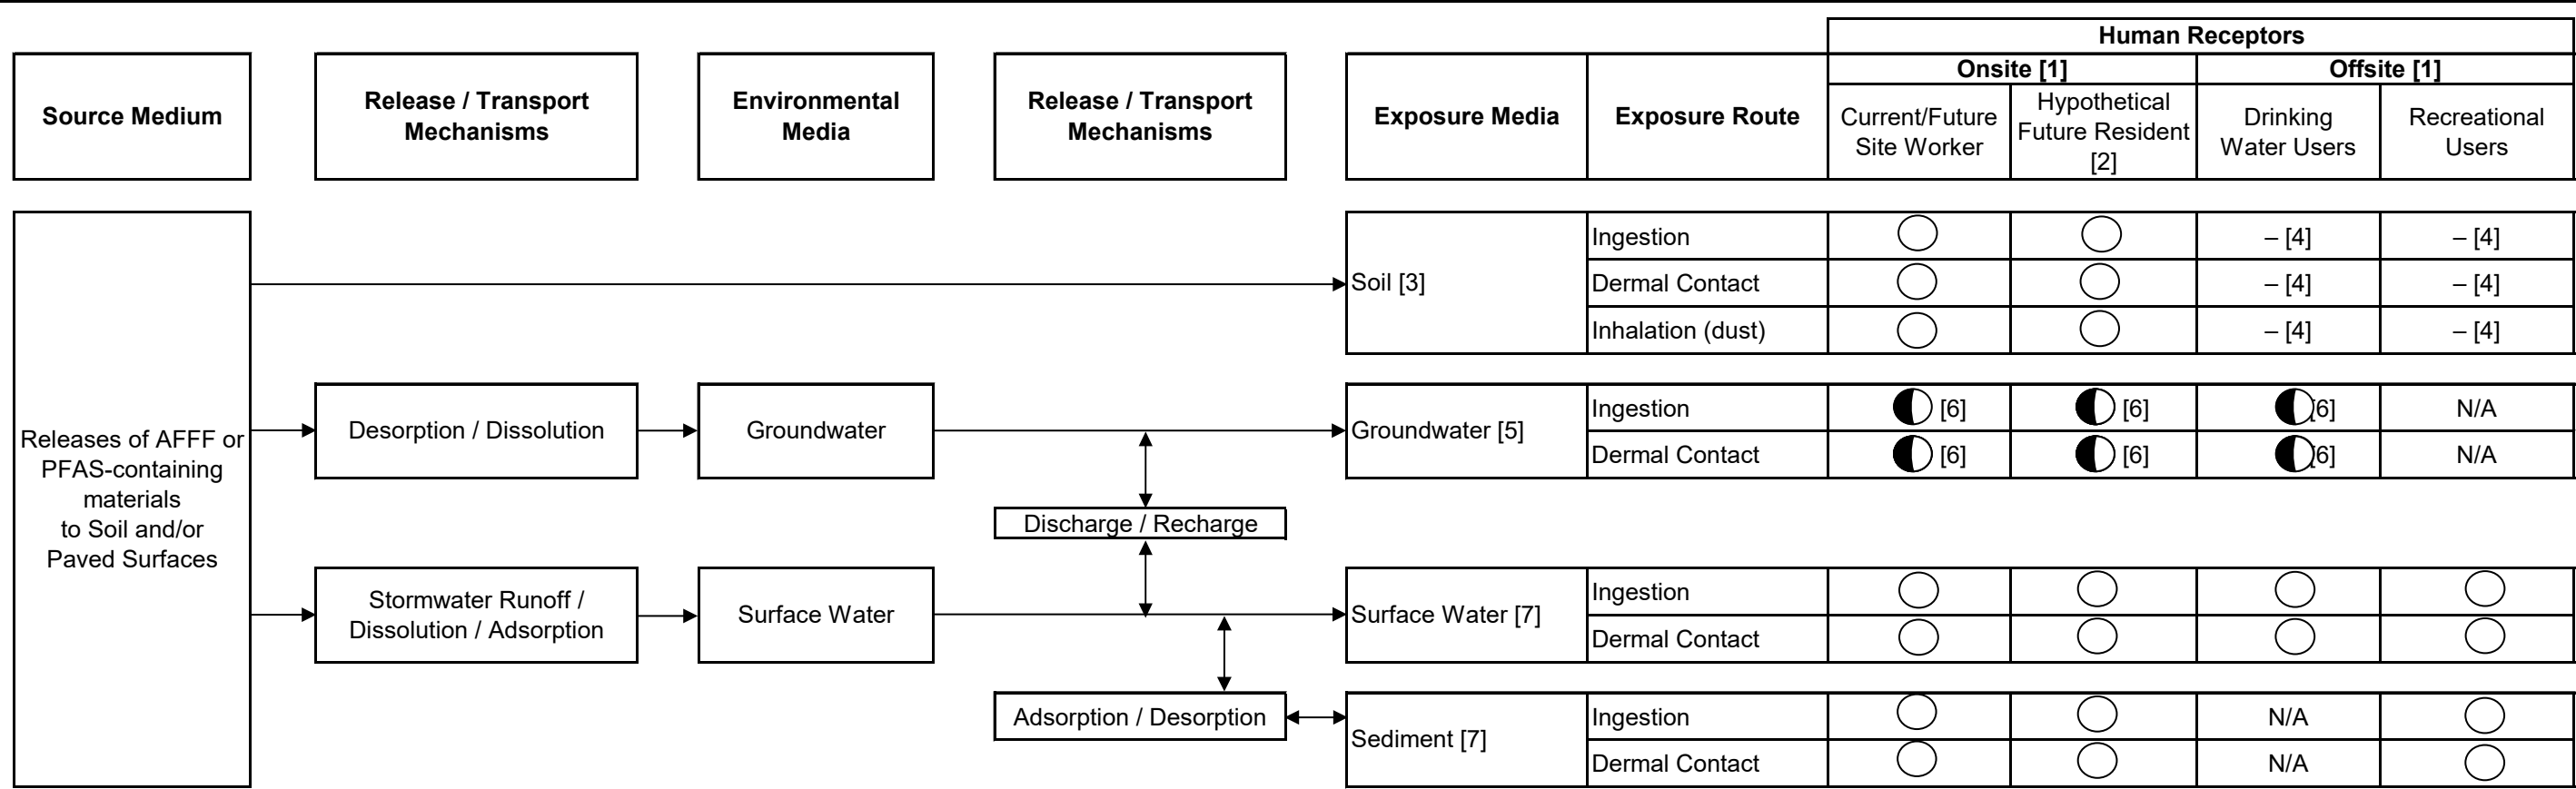 Human Receptors
Onsite [1]
Offsite [1]
Source Medium
Release / Transport
Mechanisms
Environmental
Media
Release / Transport
Mechanisms
Exposure Media
Exposure Route
Current/Future
Site Worker
Hypothetical
Future Resident
[2]
Drinking
Water Users
Recreational
Users
Releases of AFFF or
PFAS-containing
materials
to Soil and/or
Paved Surfaces
Soil [3]
Ingestion
– [4]
– [4]
Dermal Contact
– [4]
– [4]
Inhalation (dust)
– [4]
– [4]
Desorption / Dissolution
Groundwater
Groundwater [5]
Ingestion
[6]
[6]
[6]
N/A
Dermal Contact
[6]
[6]
[6]
N/A
Discharge / Recharge
Stormwater Runoff /
Dissolution / Adsorption
Surface Water
Surface Water [7]
Ingestion
Dermal Contact
Adsorption / Desorption
Sediment [7]
Ingestion
N/A
Dermal Contact
N/A